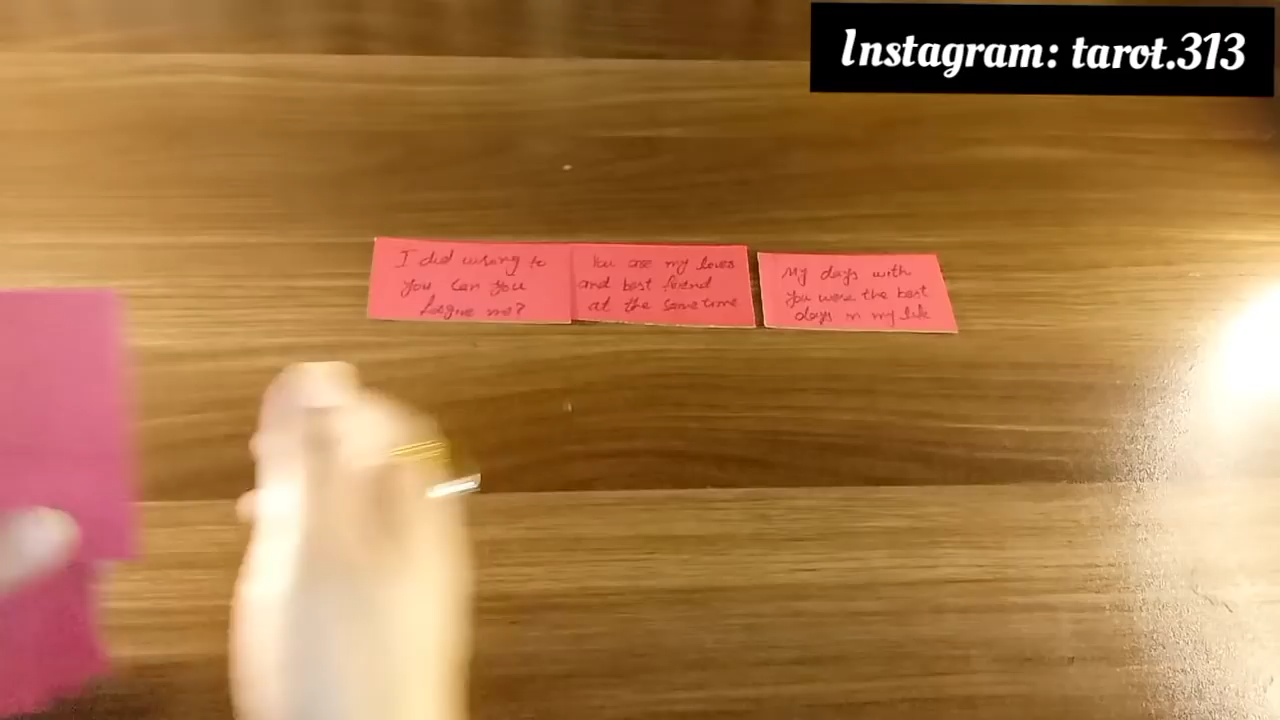 Instagram: tarot.313
I did wrong to
you can you
forgive me?
You are my lover
and best friend
at the same time
My days with
you were the best
days in my life